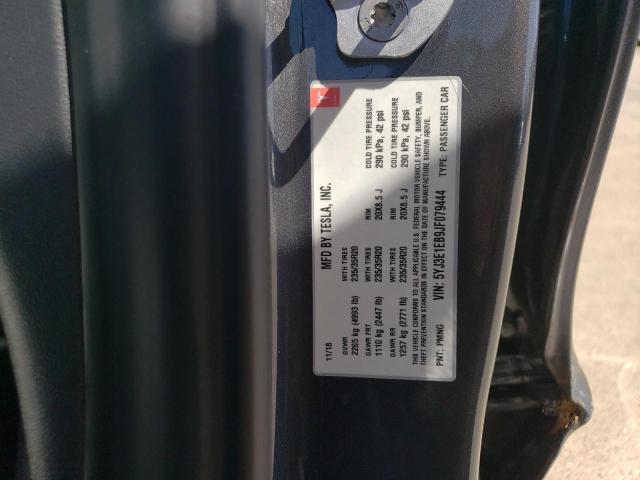 MFD BY TESLA, INC.
11/18
GVWR WITH TIRES RIM COLD TIRE PRESSURE
2265 kg (4993 lb) 235/35R20 20X8.5 J 290 kPa, 42 psi
GAWR FRT WITH TIRES RIM COLD TIRE PRESSURE
1110 kg (2447 lb) 235/35R20 20X8.5 J 290 kPa, 42 psi
GAWR RR
1257 kg (2771 lb)
THIS VEHICLE CONFORMS TO ALL APPLICABLE U.S. FEDERAL MOTOR VEHICLE SAFETY, BUMPER, AND
THEFT PREVENTION STANDARDS IN EFFECT ON THE DATE OF MANUFACTURE SHOWN ABOVE.
PNT: PMNG VIN: 5YJ3E1EB9JF079444 TYPE: PASSENGER CAR